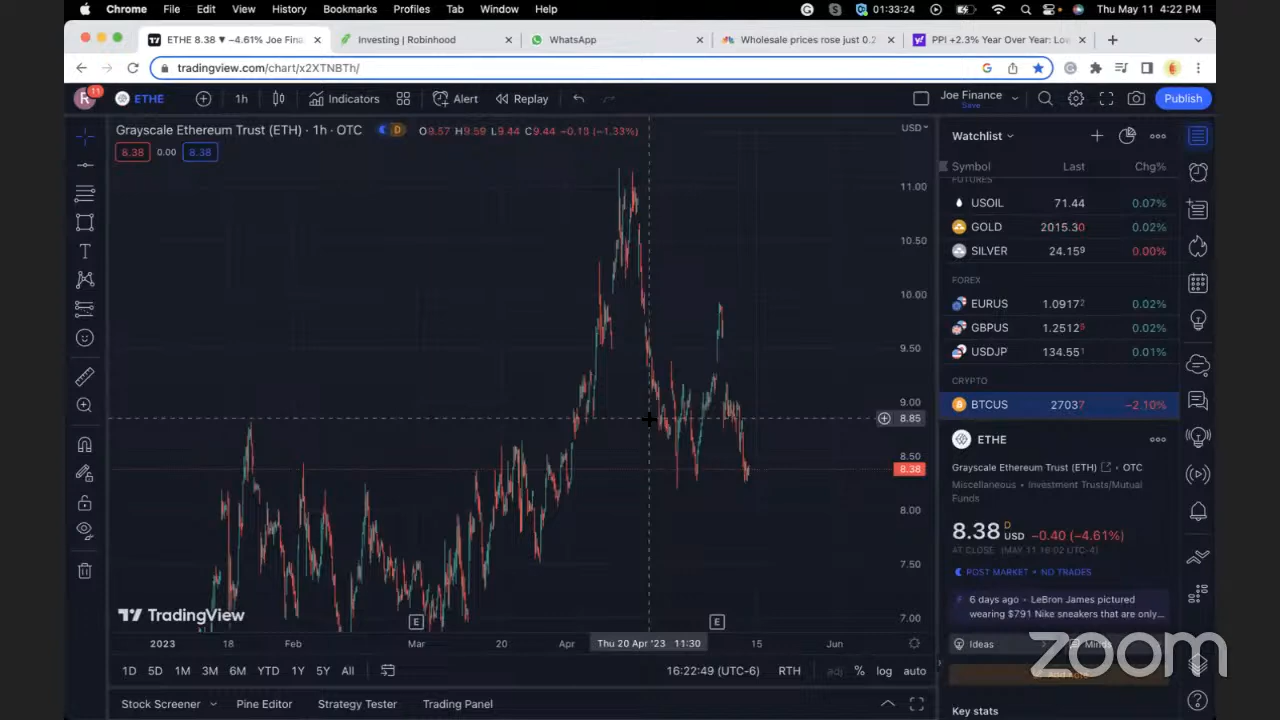 Chrome File Edit View History Bookmarks Profiles Tab Window Help 01:33:24 Thu May 11 4:22 PM
ETHE 8.38 ▼ −4.61% Joe Fina Investing | Robinhood WhatsApp Wholesale prices rose just 0.2 PPI +2.3% Year Over Year: Low
tradingview.com/chart/x2XTNBTh/
R 11 ETHE 1h Indicators Alert Replay Joe Finance Save Publish
Grayscale Ethereum Trust (ETH) · 1h · OTC D O9.57 H9.59 L9.44 C9.44 −0.13 (−1.33%) USD
8.38 0.00 8.38
11.00
10.50
10.00
9.50
9.00
8.85
8.50
8.38
8.00
7.50
7.00
E E
TradingView
2023 18 Feb Mar 20 Apr Thu 20 Apr '23 11:30 15 Jun
1D 5D 1M 3M 6M YTD 1Y 5Y All 16:22:49 (UTC-6) RTH adj % log auto
Stock Screener Pine Editor Strategy Tester Trading Panel
Watchlist
Symbol Last Chg%
FUTURES
USOIL 71.44 0.07%
GOLD 2015.30 0.02%
SILVER 24.159 0.00%
FOREX
EURUS 1.09172 0.02%
GBPUS 1.25125 0.02%
USDJP 134.551 0.01%
CRYPTO
BTCUS 27037 −2.10%
ETHE
Grayscale Ethereum Trust (ETH) · OTC
Miscellaneous · Investment Trusts/Mutual
Funds
8.38 D USD −0.40 (−4.61%)
AT CLOSE (MAY 11 16:02 UTC-4)
POST MARKET · NO TRADES
6 days ago · LeBron James pictured
wearing $791 Nike sneakers that are only...
Ideas Minds
zoom
Key stats